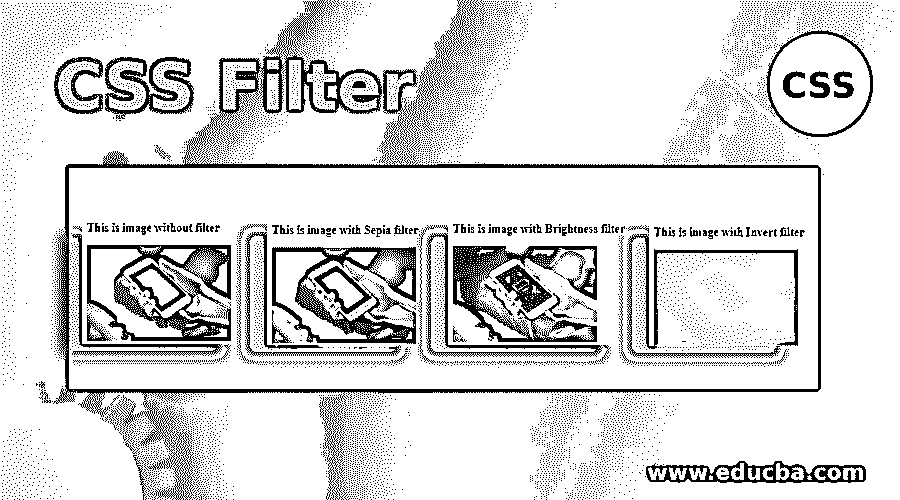 CSS Filter
CSS
This is image without filter
This is image with Sepia filter
This is image with Brightness filter
This is image with Invert filter
www.educba.com